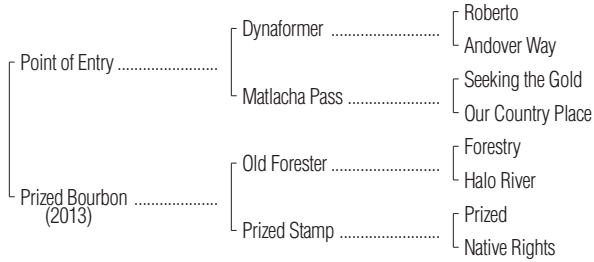 Roberto
Dynaformer ........................
Andover Way
Point of Entry ......................
Seeking the Gold
Matlacha Pass ....................
Our Country Place
Forestry
Old Forester ........................
Halo River
Prized Bourbon ..................
(2013)
Prized
Prized Stamp ......................
Native Rights